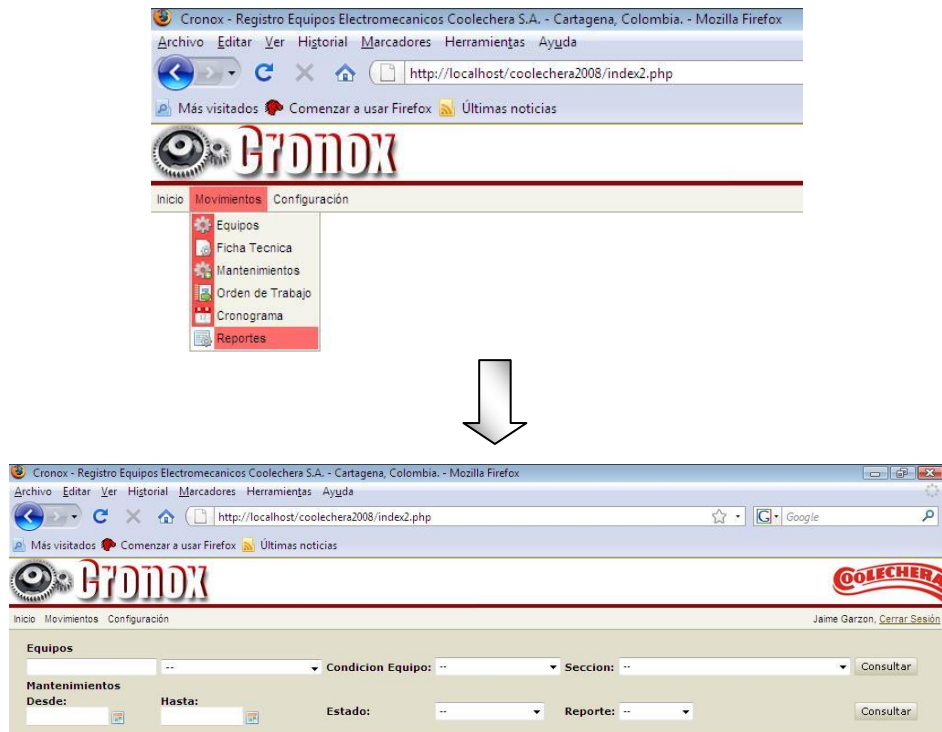 Cronox - Registro Equipos Electromecanicos Coolechera S.A. - Cartagena, Colombia. - Mozilla Firefox
Archivo Editar Ver Historial Marcadores Herramientas Ayuda
http://localhost/coolechera2008/index2.php
Más visitados Comenzar a usar Firefox Últimas noticias
Cronox
Inicio Movimientos Configuración
Equipos
Ficha Tecnica
Mantenimientos
Orden de Trabajo
Cronograma
Reportes
Cronox - Registro Equipos Electromecanicos Coolechera S.A. - Cartagena, Colombia. - Mozilla Firefox
Archivo Editar Ver Historial Marcadores Herramientas Ayuda
http://localhost/coolechera2008/index2.php G Google
Más visitados Comenzar a usar Firefox Últimas noticias
Cronox COOLECHERA
Inicio Movimientos Configuración Jaime Garzon, Cerrar Sesión
Equipos
-- Condicion Equipo: -- Seccion: -- Consultar
Mantenimientos
Desde: Hasta:
Estado: -- Reporte: -- Consultar